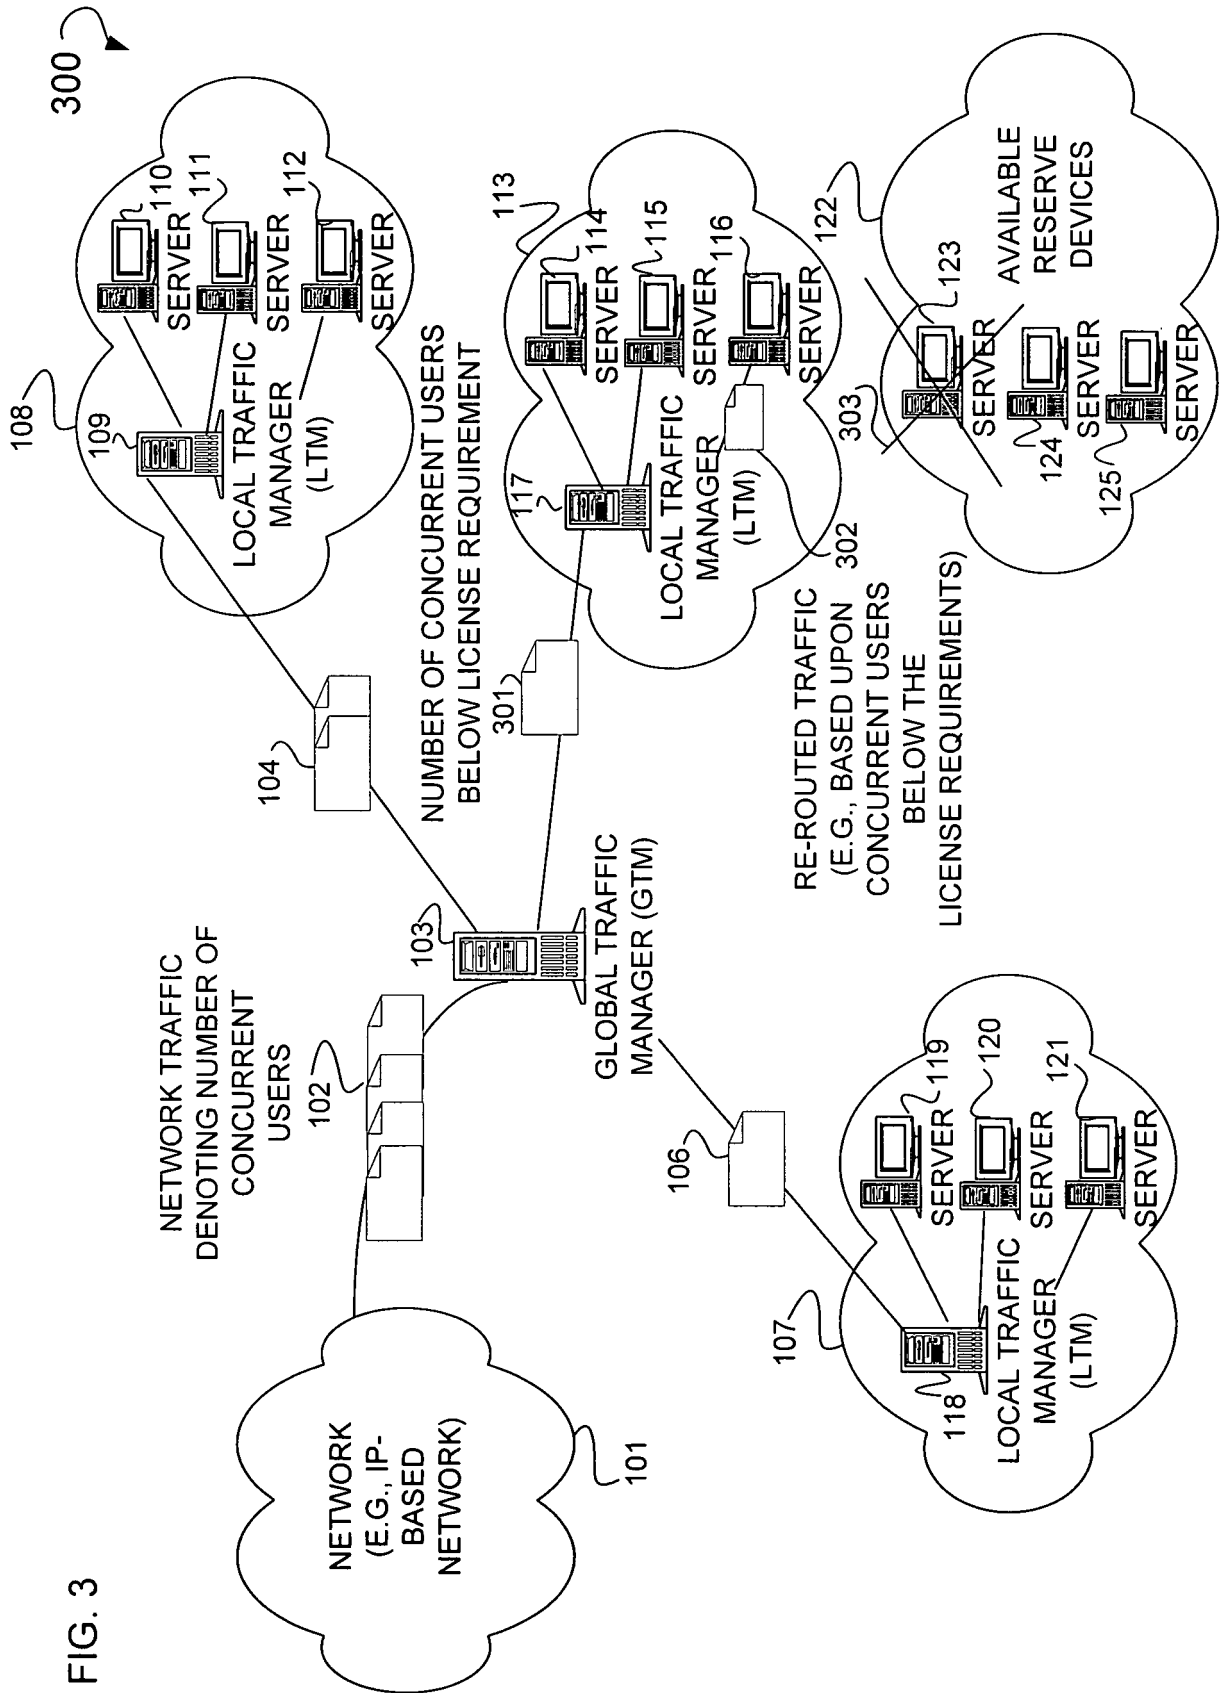 FIG. 3
300
NETWORK
(E.G., IP-
BASED
NETWORK)
101
NETWORK TRAFFIC
DENOTING NUMBER OF
CONCURRENT
USERS
102
103
GLOBAL TRAFFIC
MANAGER (GTM)
104
108
109
LOCAL TRAFFIC
MANAGER
(LTM)
110
SERVER
111
SERVER
112
SERVER
NUMBER OF CONCURRENT USERS
BELOW LICENSE REQUIREMENT
301
113
117
LOCAL TRAFFIC
MANAGER
(LTM)
114
SERVER
115
SERVER
116
SERVER
302
RE-ROUTED TRAFFIC
(E.G., BASED UPON
CONCURRENT USERS
BELOW THE
LICENSE REQUIREMENTS)
122
303
123
SERVER
124
SERVER
125
SERVER
AVAILABLE
RESERVE
DEVICES
106
107
118
LOCAL TRAFFIC
MANAGER
(LTM)
119
SERVER
120
SERVER
121
SERVER